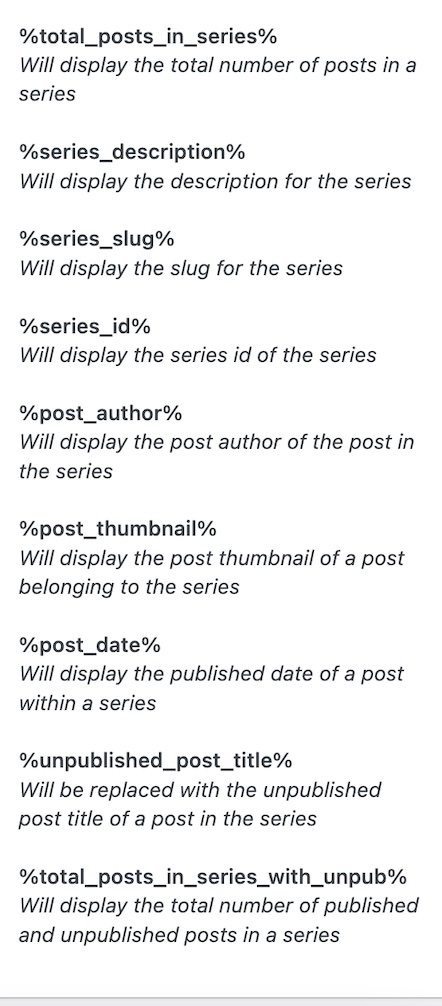 %total_posts_in_series%
Will display the total number of posts in a
series
%series_description%
Will display the description for the series
%series_slug%
Will display the slug for the series
%series_id%
Will display the series id of the series
%post_author%
Will display the post author of the post in
the series
%post_thumbnail%
Will display the post thumbnail of a post
belonging to the series
%post_date%
Will display the published date of a post
within a series
%unpublished_post_title%
Will be replaced with the unpublished
post title of a post in the series
%total_posts_in_series_with_unpub%
Will display the total number of published
and unpublished posts in a series